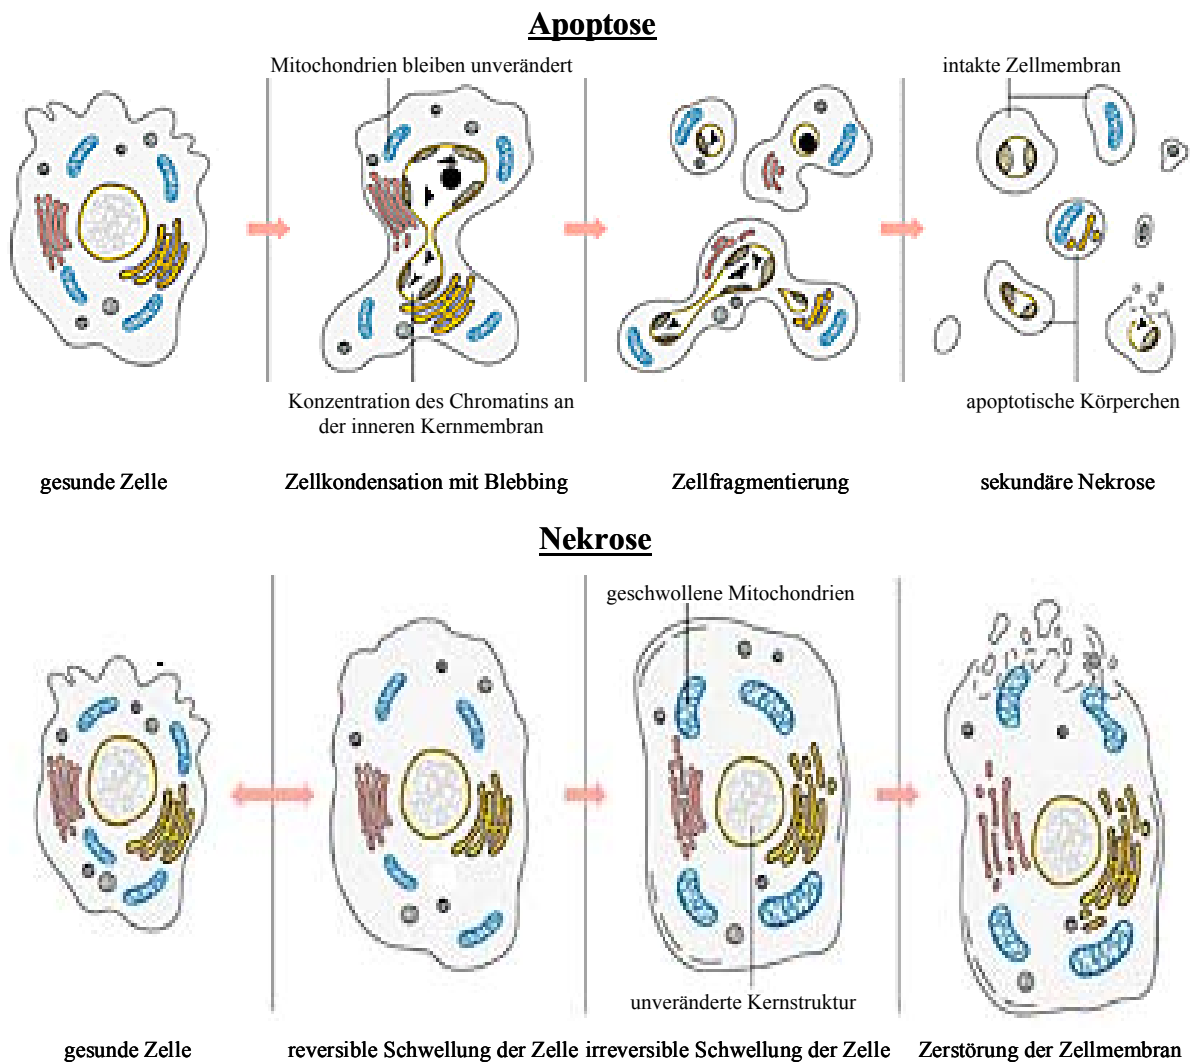 Apoptose
Mitochondrien bleiben unverändert
intakte Zellmembran
Konzentration des Chromatins an
der inneren Kernmembran
apoptotische Körperchen
gesunde Zelle
Zellkondensation mit Blebbing
Zellfragmentierung
sekundäre Nekrose
Nekrose
geschwollene Mitochondrien
unveränderte Kernstruktur
gesunde Zelle
reversible Schwellung der Zelle
irreversible Schwellung der Zelle
Zerstörung der Zellmembran